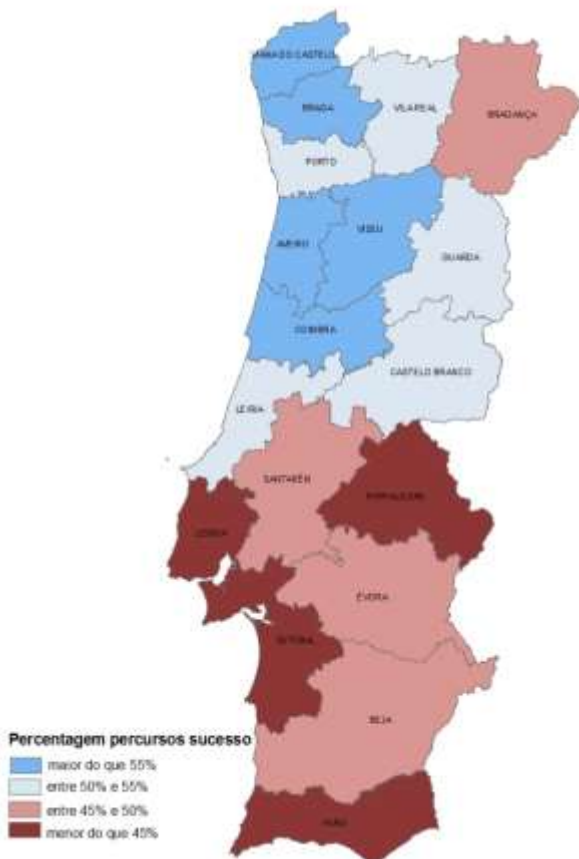 VIANA DO CASTELO
BRAGA
VILA REAL
BRAGANÇA
PORTO
VISEU
AVEIRO
GUARDA
COIMBRA
CASTELO BRANCO
LEIRIA
SANTARÉM
PORTALEGRE
LISBOA
ÉVORA
SETÚBAL
BEJA
FARO
Percentagem percursos sucesso
maior do que 55%
entre 50% e 55%
entre 45% e 50%
menor do que 45%